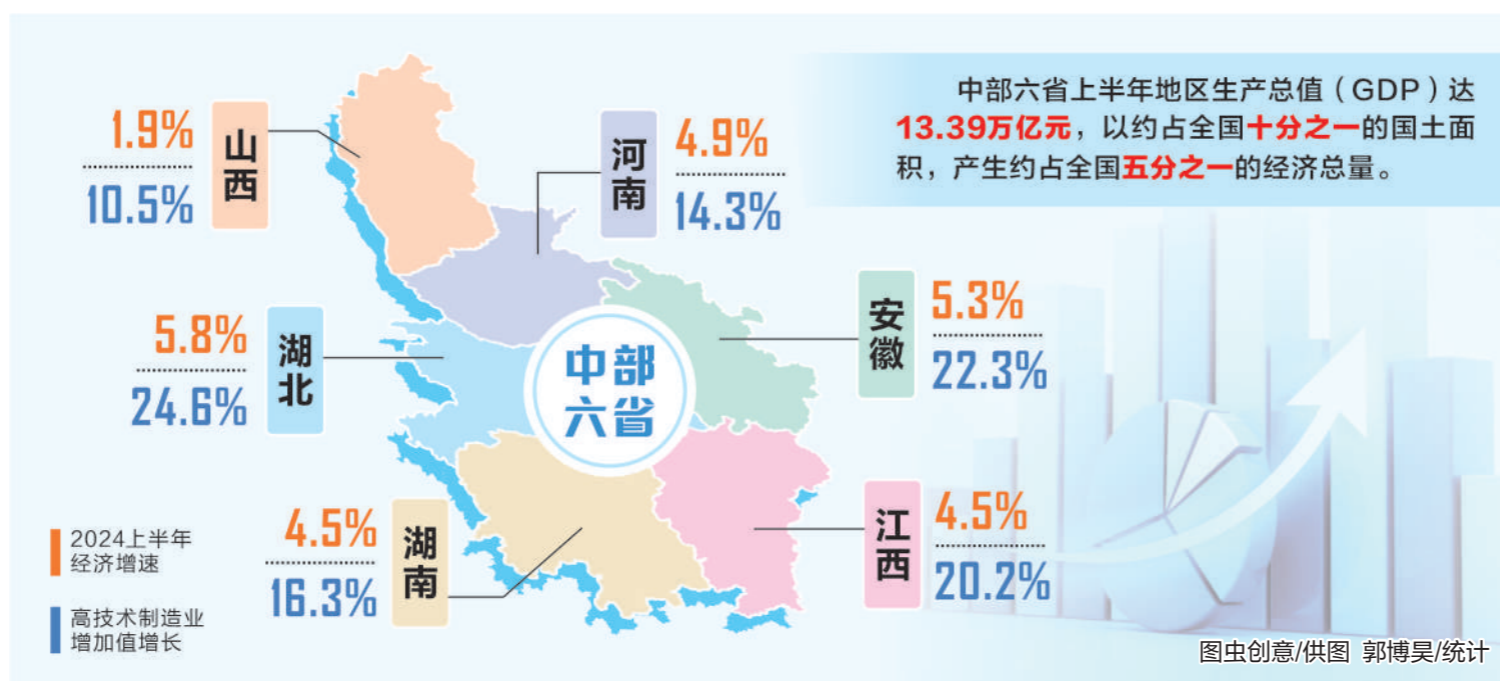 中部六省上半年地区生产总值（GDP）达
13.39万亿元，以约占全国十分之一的国土面
积，产生约占全国五分之一的经济总量。
山西
1.9%
10.5%
河南
4.9%
14.3%
安徽
5.3%
22.3%
湖北
5.8%
24.6%
中部
六省
湖南
4.5%
16.3%
江西
4.5%
20.2%
2024上半年
经济增速
高技术制造业
增加值增长
图虫创意/供图 郭博昊/统计